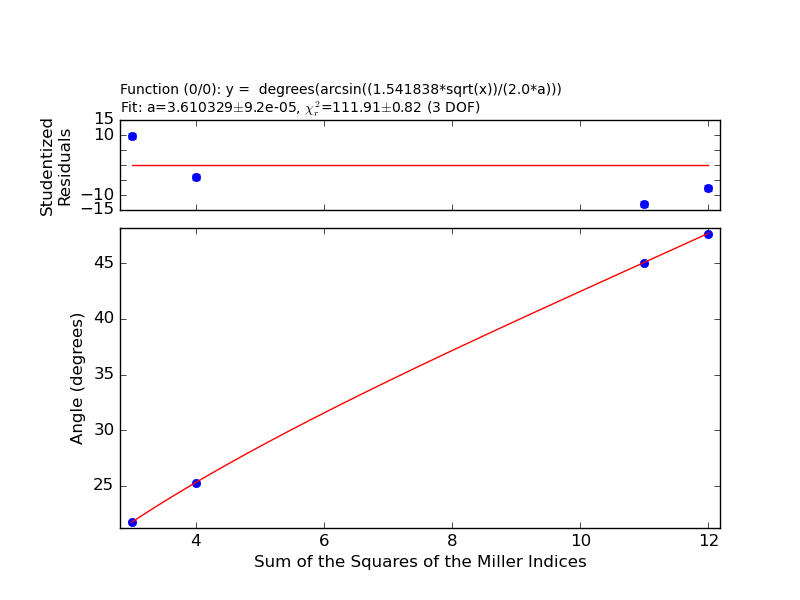 Function (0/0): y =  degrees(arcsin((1.541838*sqrt(x))/(2.0*a)))
Fit: a=3.610329±9.2e-05, χ²ᵣ=111.91±0.82 (3 DOF)
Studentized
Residuals
15
10
−10
−15
Angle (degrees)
45
40
35
30
25
4
6
8
10
12
Sum of the Squares of the Miller Indices